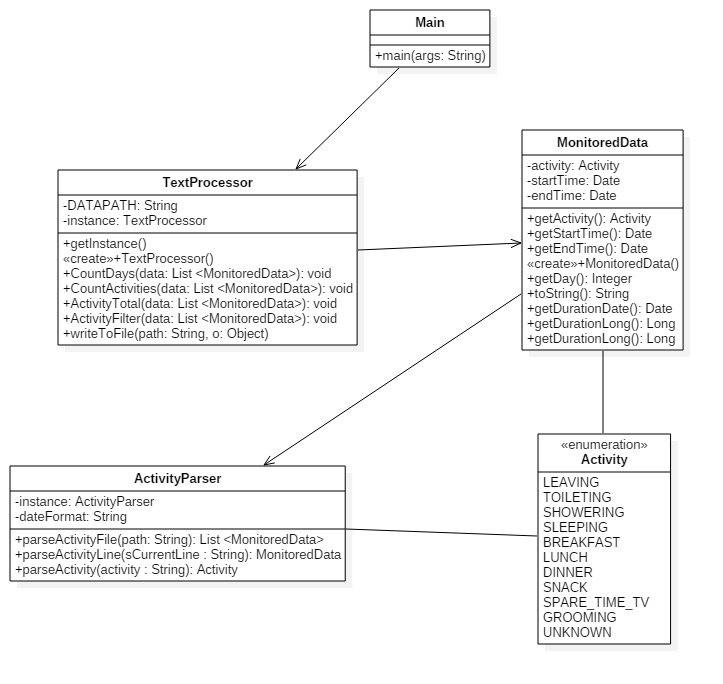 Main
+main(args: String)
TextProcessor
-DATAPATH: String
-instance: TextProcessor
+getInstance()
«create»+TextProcessor()
+CountDays(data: List <MonitoredData>): void
+CountActivities(data: List <MonitoredData>): void
+ActivityTotal(data: List <MonitoredData>): void
+ActivityFilter(data: List <MonitoredData>): void
+writeToFile(path: String, o: Object)
MonitoredData
-activity: Activity
-startTime: Date
-endTime: Date
+getActivity(): Activity
+getStartTime(): Date
+getEndTime(): Date
«create»+MonitoredData()
+getDay(): Integer
+toString(): String
+getDurationDate(): Date
+getDurationLong(): Long
+getDurationLong(): Long
ActivityParser
-instance: ActivityParser
-dateFormat: String
+parseActivityFile(path: String): List <MonitoredData>
+parseActivityLine(sCurrentLine : String): MonitoredData
+parseActivity(activity : String): Activity
«enumeration»
Activity
LEAVING
TOILETING
SHOWERING
SLEEPING
BREAKFAST
LUNCH
DINNER
SNACK
SPARE_TIME_TV
GROOMING
UNKNOWN